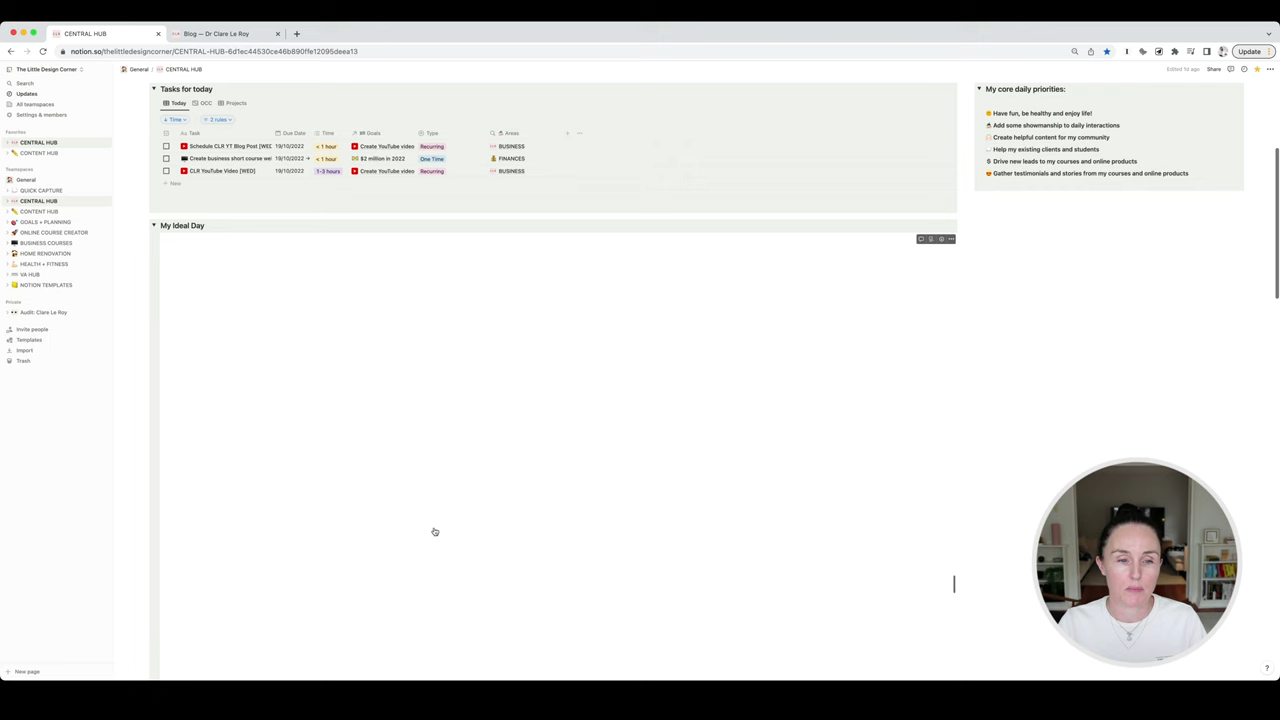 CENTRAL HUB
Blog — Dr Clare Le Roy
notion.so/thelittledesigncorner/CENTRAL-HUB-6d1ec44530ce46b890ffe12095deea13
Update
The Little Design Corner
General / CENTRAL HUB
Edited 1d ago
Share
Search
Updates
All teamspaces
Settings & members
Favorites
CENTRAL HUB
CONTENT HUB
Teamspaces
QUICK CAPTURE
CENTRAL HUB
CONTENT HUB
GOALS + PLANNING
ONLINE COURSE CREATOR
BUSINESS COURSES
HOME RENOVATION
HEALTH + FITNESS
VA HUB
NOTION TEMPLATES
Private
Audit: Clare Le Roy
Invite people
Templates
Import
Trash
New page
Tasks for today
Today OCC Projects
Time 2 rules
Aa Task Due Date Time Goals Type Areas
Schedule CLR YT Blog Post [WED 19/10/2022 < 1 hour Create YouTube video Recurring BUSINESS
Create business short course wel 19/10/2022 < 1 hour $2 million in 2022 One Time FINANCES
CLR YouTube Video [WED] 19/10/2022 1-3 hours Create YouTube video Recurring BUSINESS
+ New
My Ideal Day
My core daily priorities:
Have fun, be healthy and enjoy life!
Add some showmanship to daily interactions
Create helpful content for my community
Help my existing clients and students
Drive new leads to my courses and online products
Gather testimonials and stories from my courses and online products
?